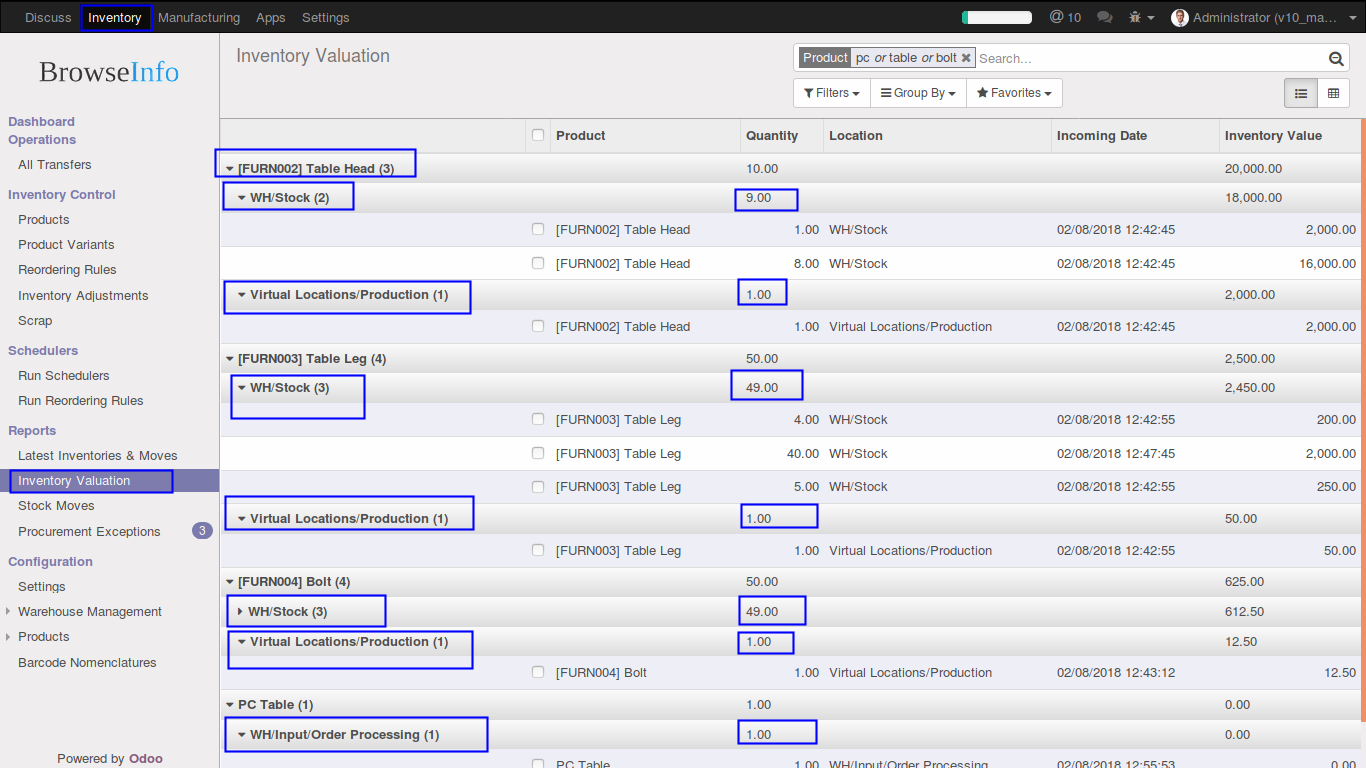 Discuss Inventory Manufacturing Apps Settings @ 10 Administrator (v10_ma...
BrowseInfo
Dashboard
Operations
All Transfers
Inventory Control
Products
Product Variants
Reordering Rules
Inventory Adjustments
Scrap
Schedulers
Run Schedulers
Run Reordering Rules
Reports
Latest Inventories & Moves
Inventory Valuation
Stock Moves
Procurement Exceptions 3
Configuration
Settings
Warehouse Management
Products
Barcode Nomenclatures
Powered by Odoo
Inventory Valuation
Product pc or table or bolt Search...
Filters Group By Favorites
Product Quantity Location Incoming Date Inventory Value
[FURN002] Table Head (3) 10.00 20,000.00
WH/Stock (2) 9.00 18,000.00
[FURN002] Table Head 1.00 WH/Stock 02/08/2018 12:42:45 2,000.00
[FURN002] Table Head 8.00 WH/Stock 02/08/2018 12:42:45 16,000.00
Virtual Locations/Production (1) 1.00 2,000.00
[FURN002] Table Head 1.00 Virtual Locations/Production 02/08/2018 12:42:45 2,000.00
[FURN003] Table Leg (4) 50.00 2,500.00
WH/Stock (3) 49.00 2,450.00
[FURN003] Table Leg 4.00 WH/Stock 02/08/2018 12:42:55 200.00
[FURN003] Table Leg 40.00 WH/Stock 02/08/2018 12:47:45 2,000.00
[FURN003] Table Leg 5.00 WH/Stock 02/08/2018 12:42:55 250.00
Virtual Locations/Production (1) 1.00 50.00
[FURN003] Table Leg 1.00 Virtual Locations/Production 02/08/2018 12:42:55 50.00
[FURN004] Bolt (4) 50.00 625.00
WH/Stock (3) 49.00 612.50
Virtual Locations/Production (1) 1.00 12.50
[FURN004] Bolt 1.00 Virtual Locations/Production 02/08/2018 12:43:12 12.50
PC Table (1) 1.00 0.00
WH/Input/Order Processing (1) 1.00 0.00
PC Table 1.00 WH/Input/Order Processing 02/08/2018 12:55:53 0.00